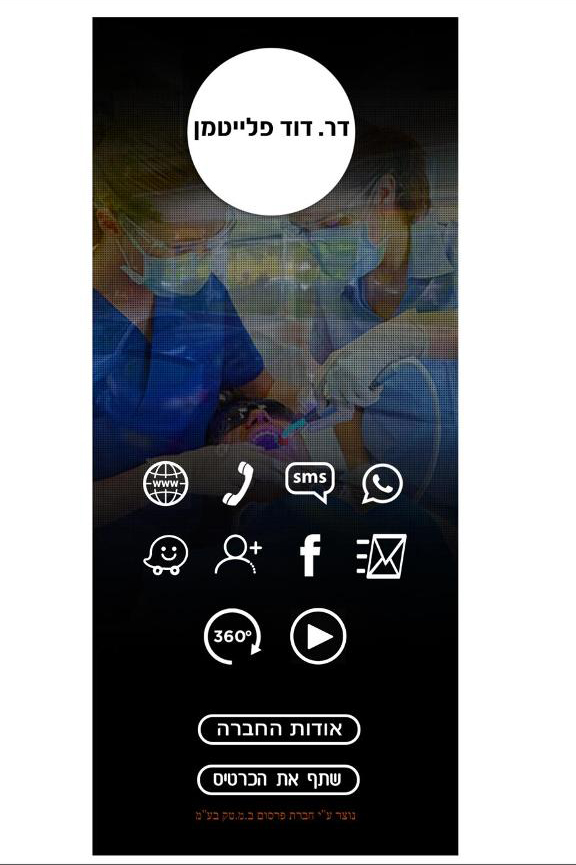 דר. דוד פלייטמן
www
sms
360°
אודות החברה
שתף את הכרטיס
נוצר ע"י חברת פרסום ב.מ.טק בע"מ